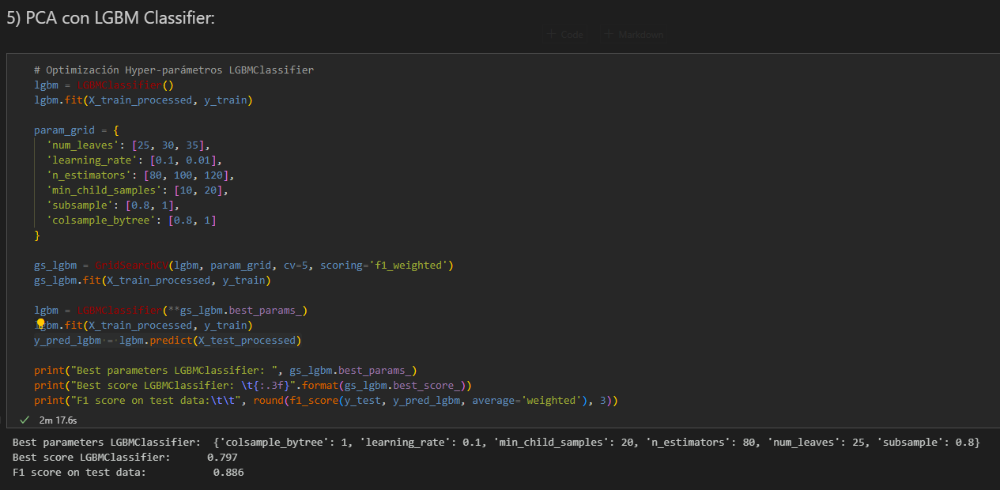 5) PCA con LGBM Classifier:
+ Code + Markdown
# Optimización Hyper-parámetros LGBMClassifier
lgbm = LGBMClassifier()
lgbm.fit(X_train_processed, y_train)
param_grid = {
'num_leaves': [25, 30, 35],
'learning_rate': [0.1, 0.01],
'n_estimators': [80, 100, 120],
'min_child_samples': [10, 20],
'subsample': [0.8, 1],
'colsample_bytree': [0.8, 1]
}
gs_lgbm = GridSearchCV(lgbm, param_grid, cv=5, scoring='f1_weighted')
gs_lgbm.fit(X_train_processed, y_train)
lgbm = LGBMClassifier(**gs_lgbm.best_params_)
lgbm.fit(X_train_processed, y_train)
y_pred_lgbm = lgbm.predict(X_test_processed)
print("Best parameters LGBMClassifier: ", gs_lgbm.best_params_)
print("Best score LGBMClassifier: \t{:.3f}".format(gs_lgbm.best_score_))
print("F1 score on test data:\t\t", round(f1_score(y_test, y_pred_lgbm, average='weighted'), 3))
2m 17.6s
Best parameters LGBMClassifier:  {'colsample_bytree': 1, 'learning_rate': 0.1, 'min_child_samples': 20, 'n_estimators': 80, 'num_leaves': 25, 'subsample': 0.8}
Best score LGBMClassifier: 0.797
F1 score on test data: 0.886